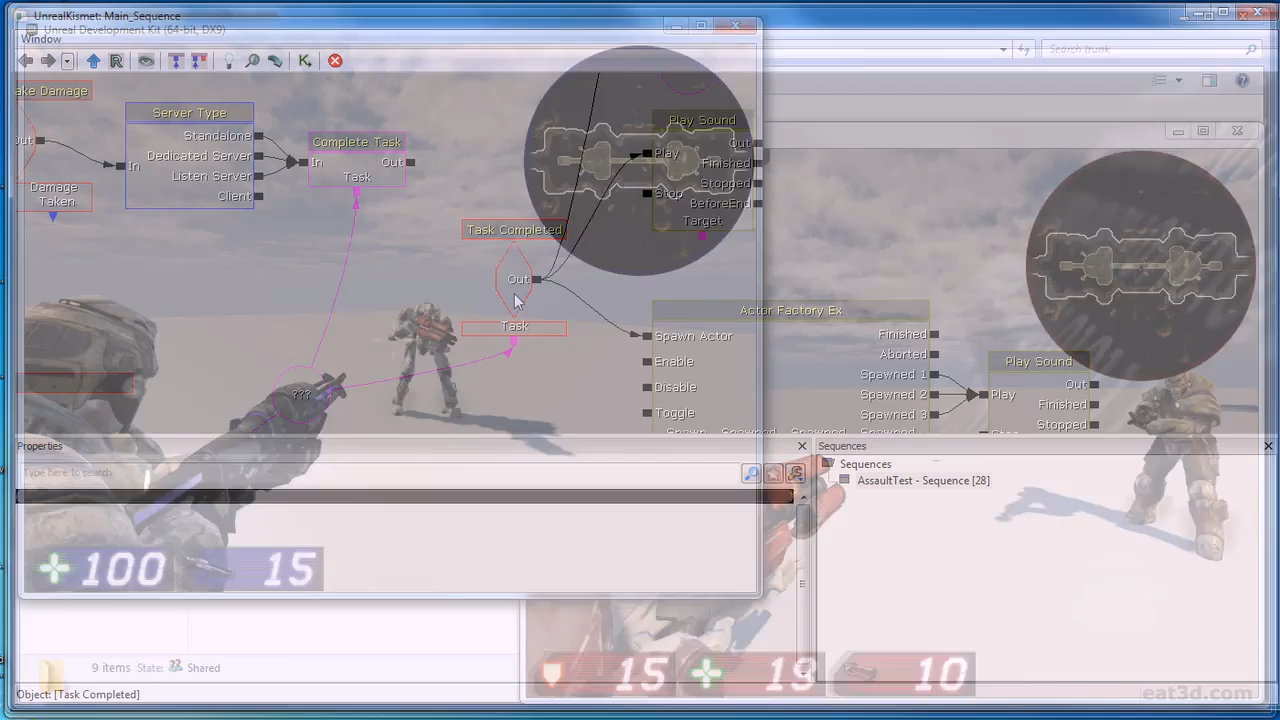 UnrealKismet: Main_Sequence
Unreal Development Kit (64-bit, DX9)
Window
Search trunk
ake Damage
Out
Damage
Taken
Server Type
In
Standalone
Dedicated Server
Listen Server
Client
Complete Task
In
Out
Task
Task Completed
Out
Task
Play Sound
Play
Stop
Out
Finished
Stopped
BeforeEnd
Target
???
Actor Factory Ex
Spawn Actor
Enable
Disable
Toggle
Finished
Aborted
Spawned 1
Spawned 2
Spawned 3
Play Sound
Play
Out
Finished
Stopped
Properties
Type here to search
Sequences
Sequences
AssaultTest - Sequence [28]
100
15
9 items State: Shared
15
19
10
Object: [Task Completed]
eat3d.com